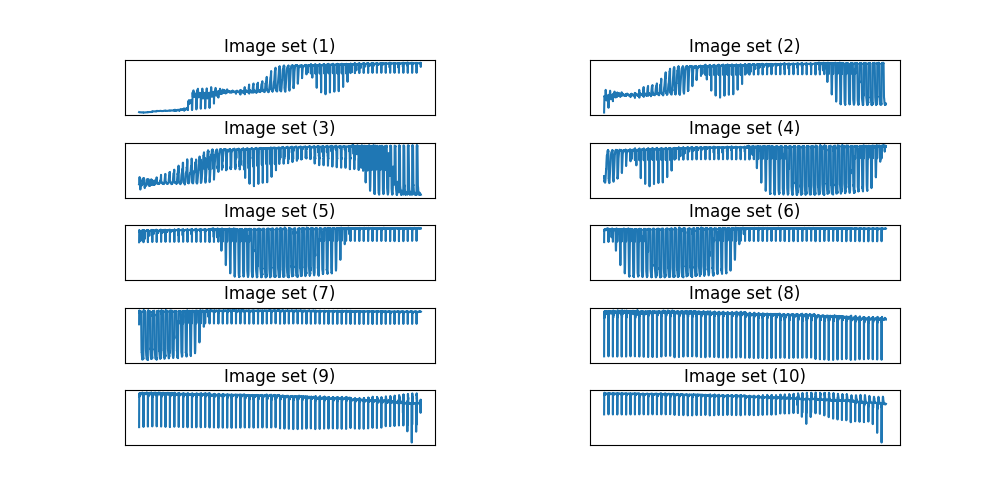 Image set (1)
Image set (2)
Image set (3)
Image set (4)
Image set (5)
Image set (6)
Image set (7)
Image set (8)
Image set (9)
Image set (10)